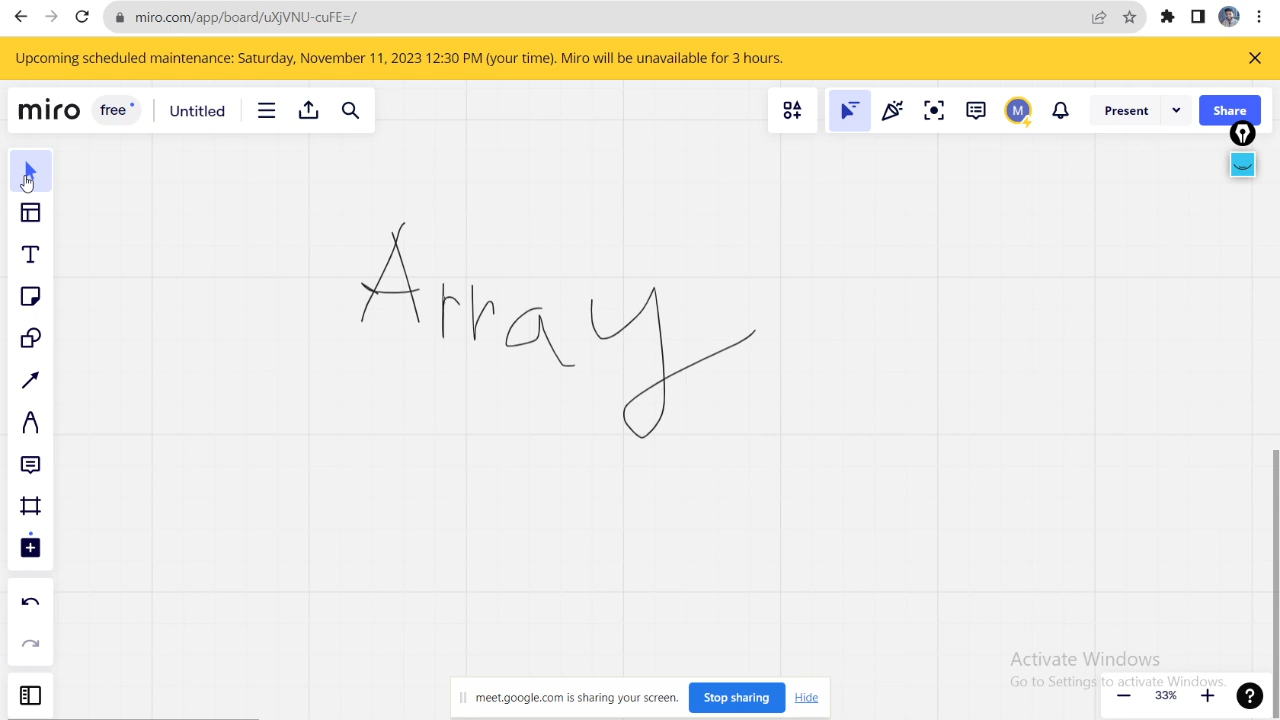 miro.com/app/board/uXjVNU-cuFE=/
Upcoming scheduled maintenance: Saturday, November 11, 2023 12:30 PM (your time). Miro will be unavailable for 3 hours.
miro free Untitled M Present Share
T
Array
Activate Windows
Go to Settings to activate Windows.
meet.google.com is sharing your screen. Stop sharing Hide
33%